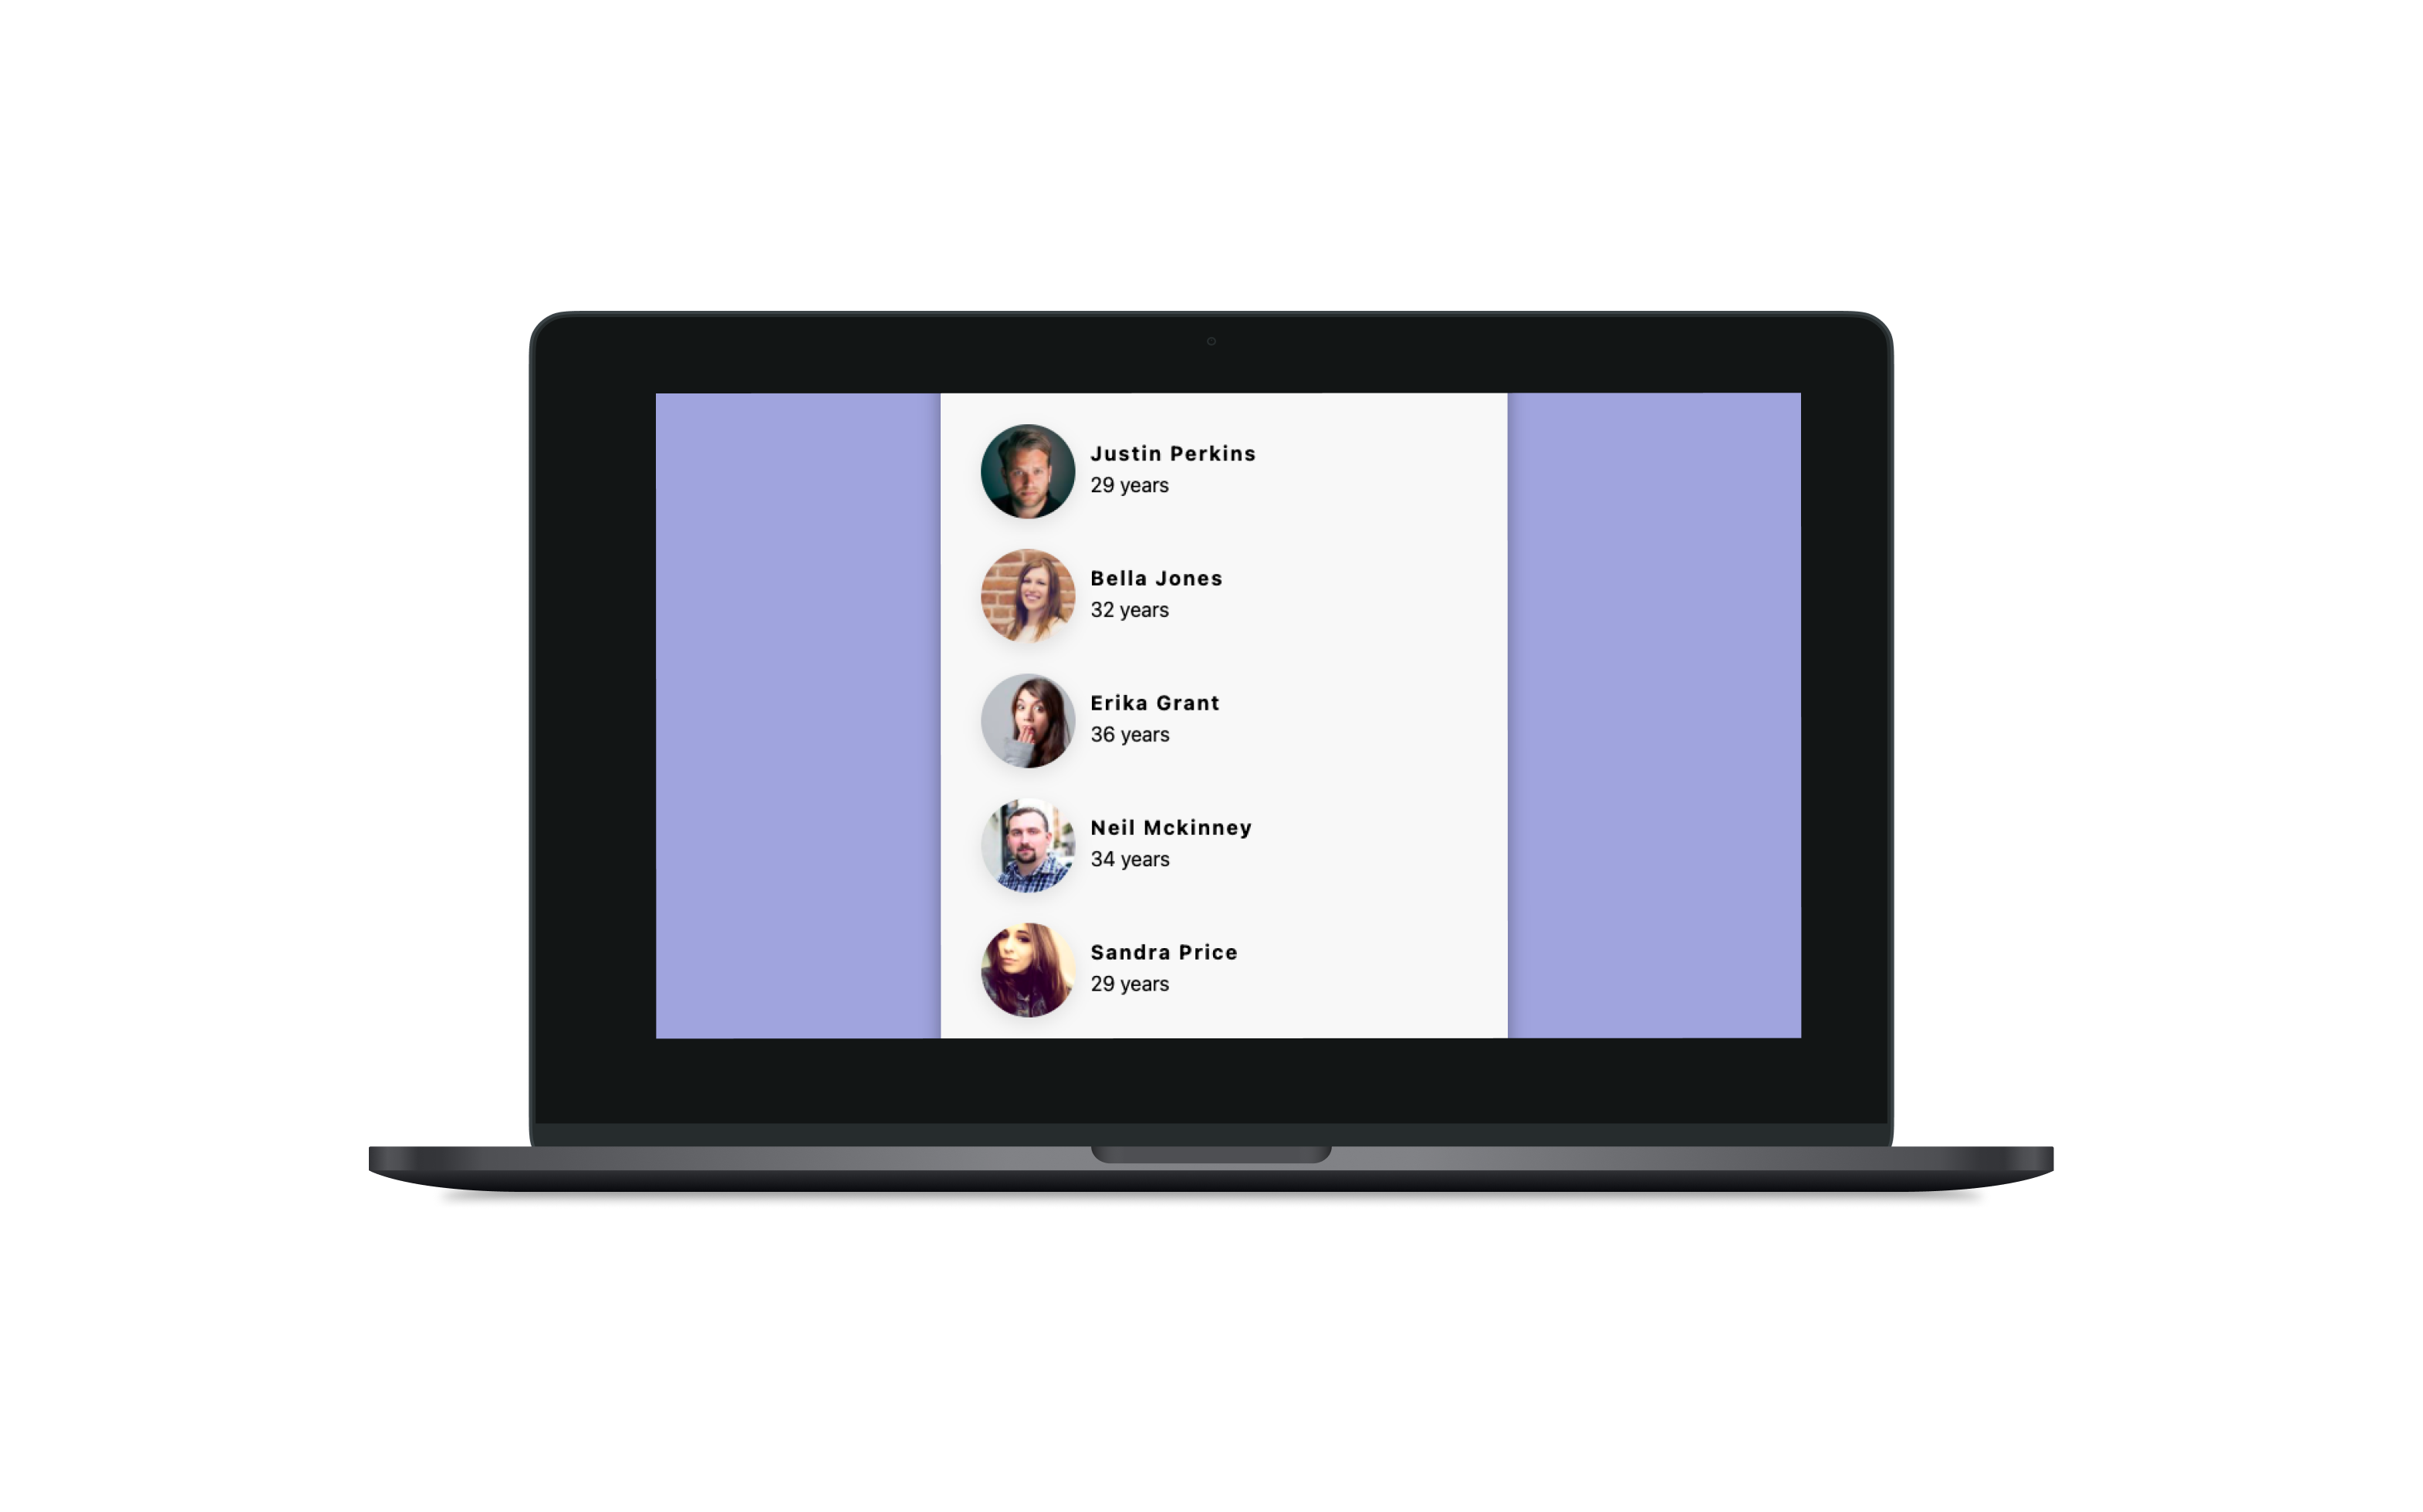 Justin Perkins
29 years
Bella Jones
32 years
Erika Grant
36 years
Neil Mckinney
34 years
Sandra Price
29 years